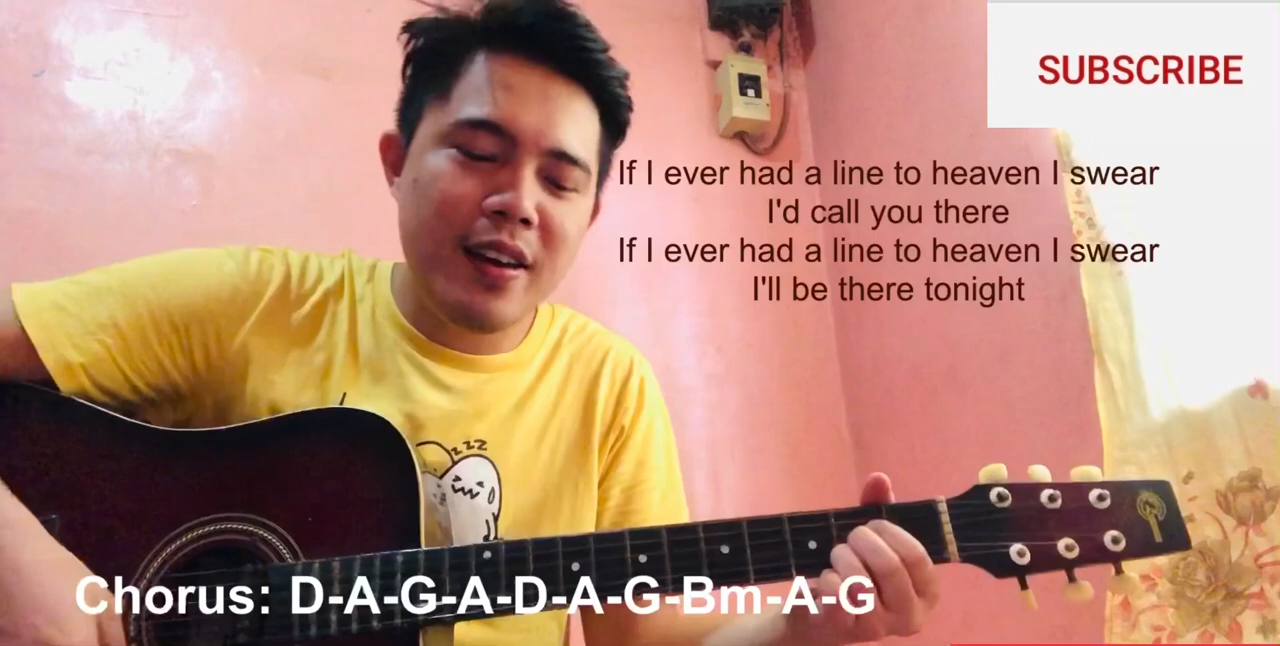 SUBSCRIBE
If I ever had a line to heaven I swear
I'd call you there
If I ever had a line to heaven I swear
I'll be there tonight
zzz
Chorus: D-A-G-A-D-A-G-Bm-A-G